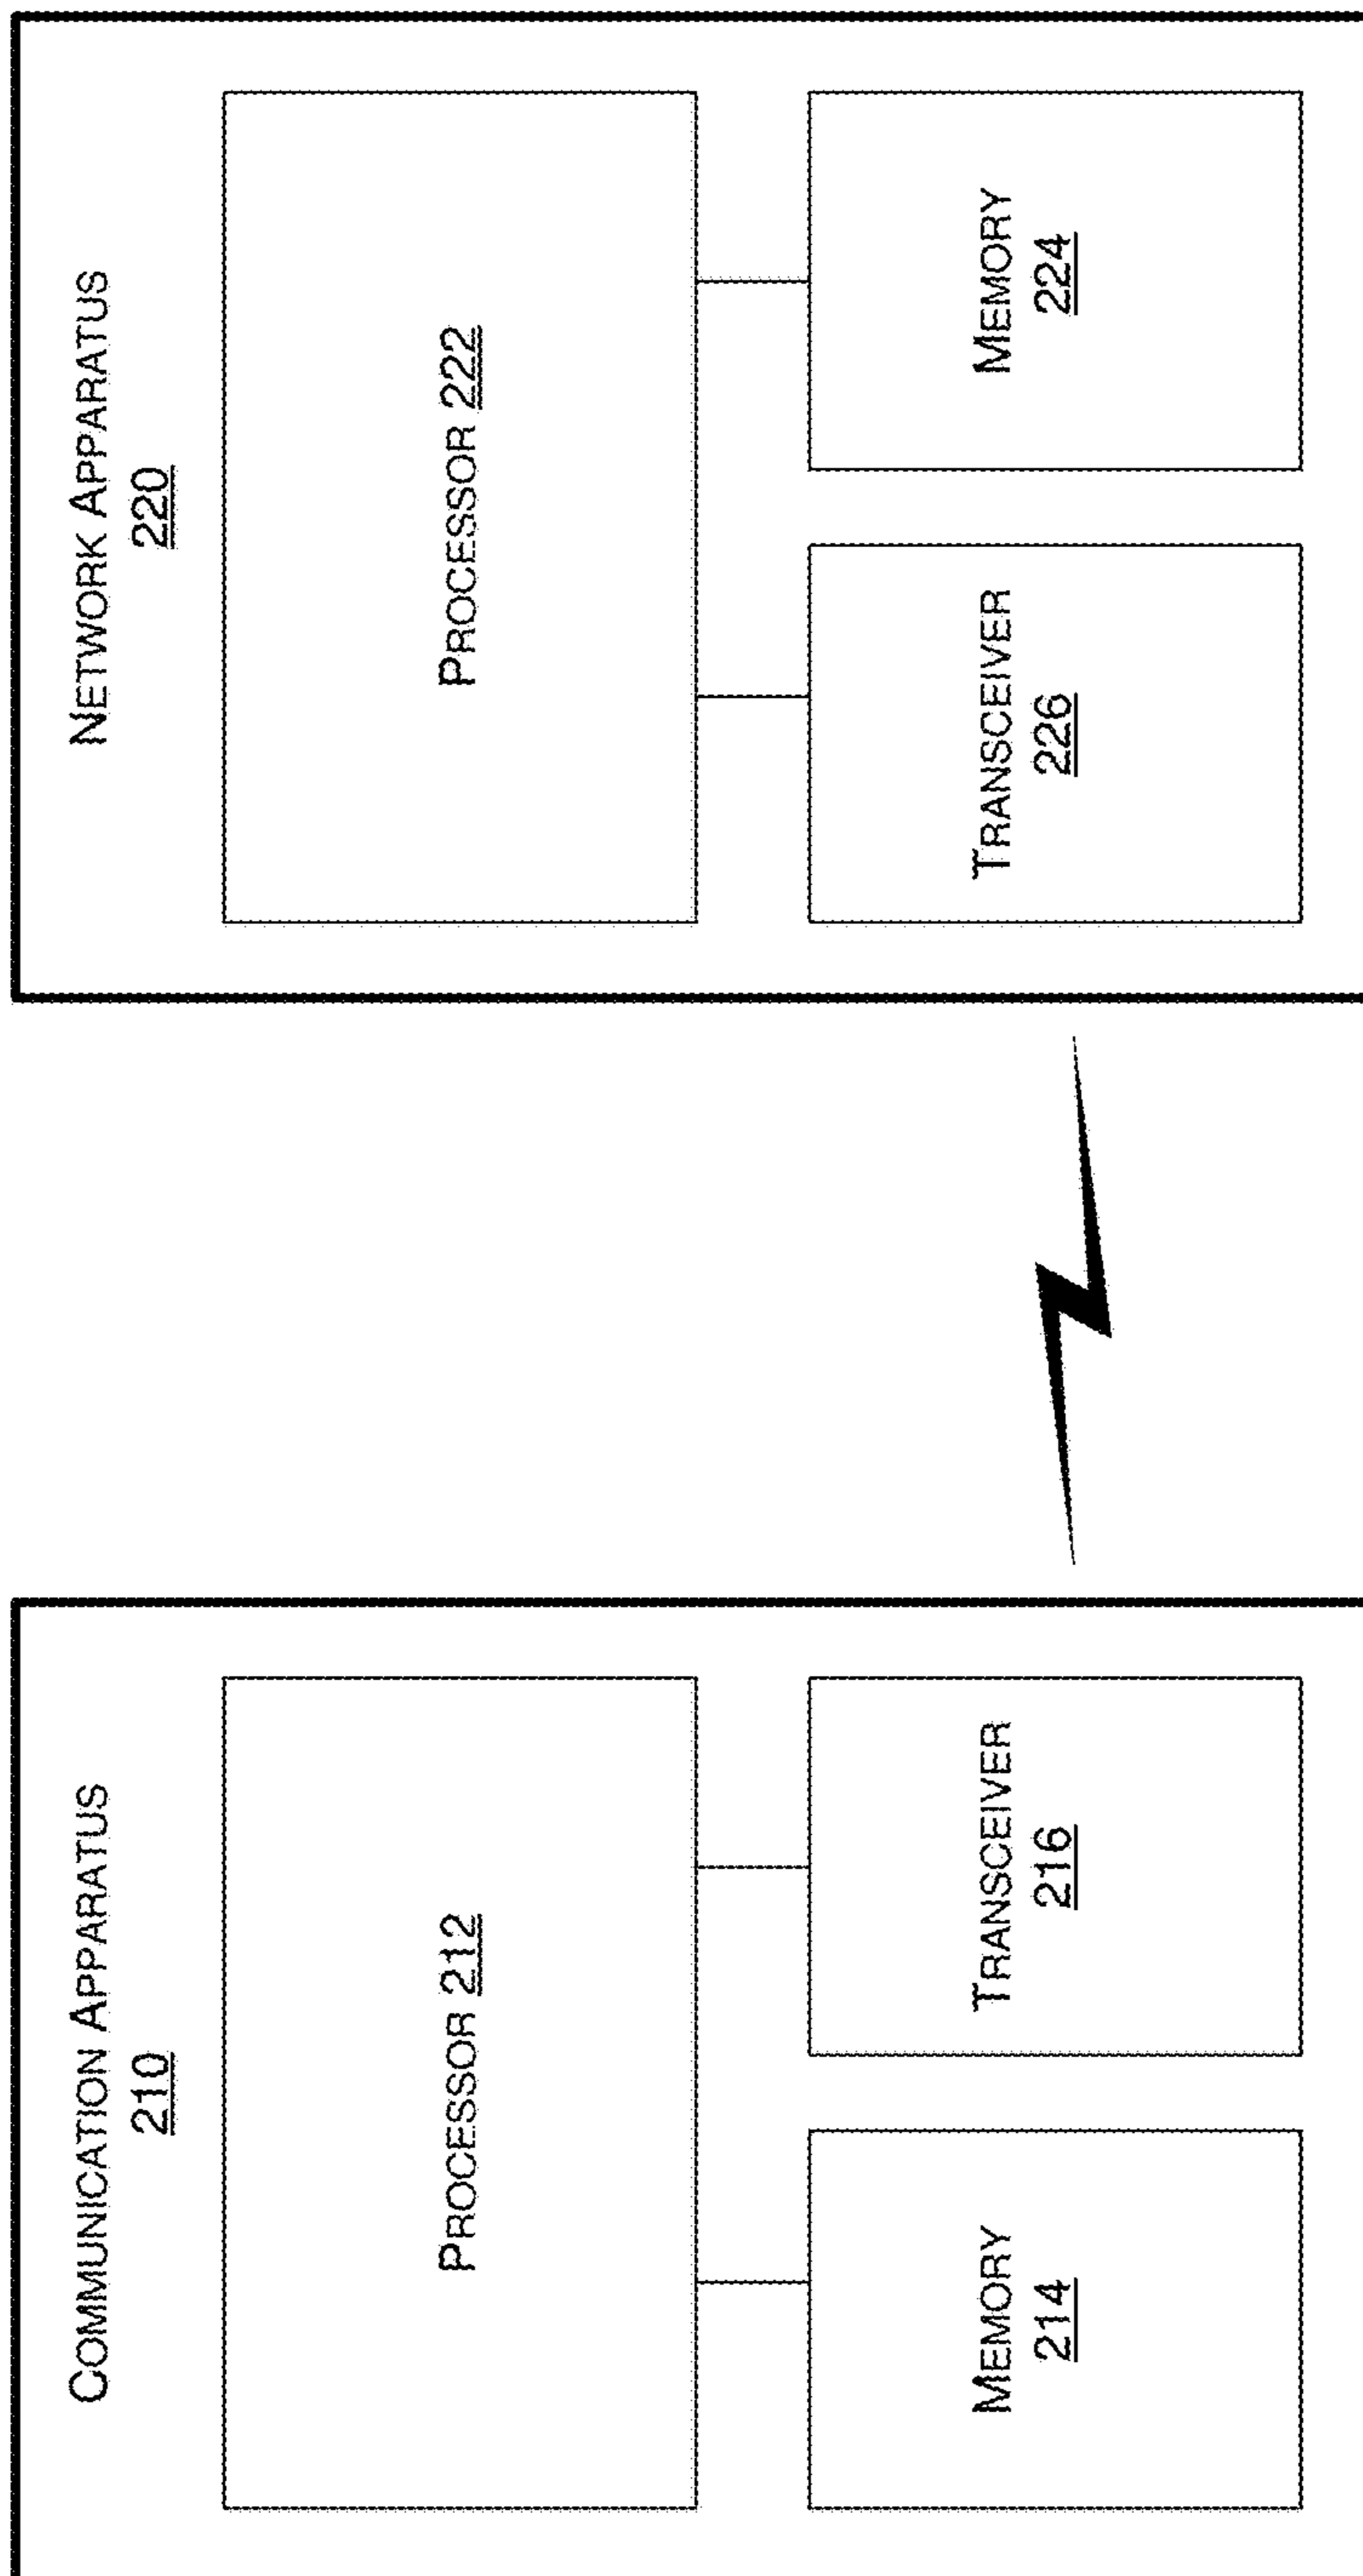 COMMUNICATION APPARATUS
210
PROCESSOR 212
MEMORY
214
TRANSCEIVER
216
NETWORK APPARATUS
220
PROCESSOR 222
TRANSCEIVER
226
MEMORY
224